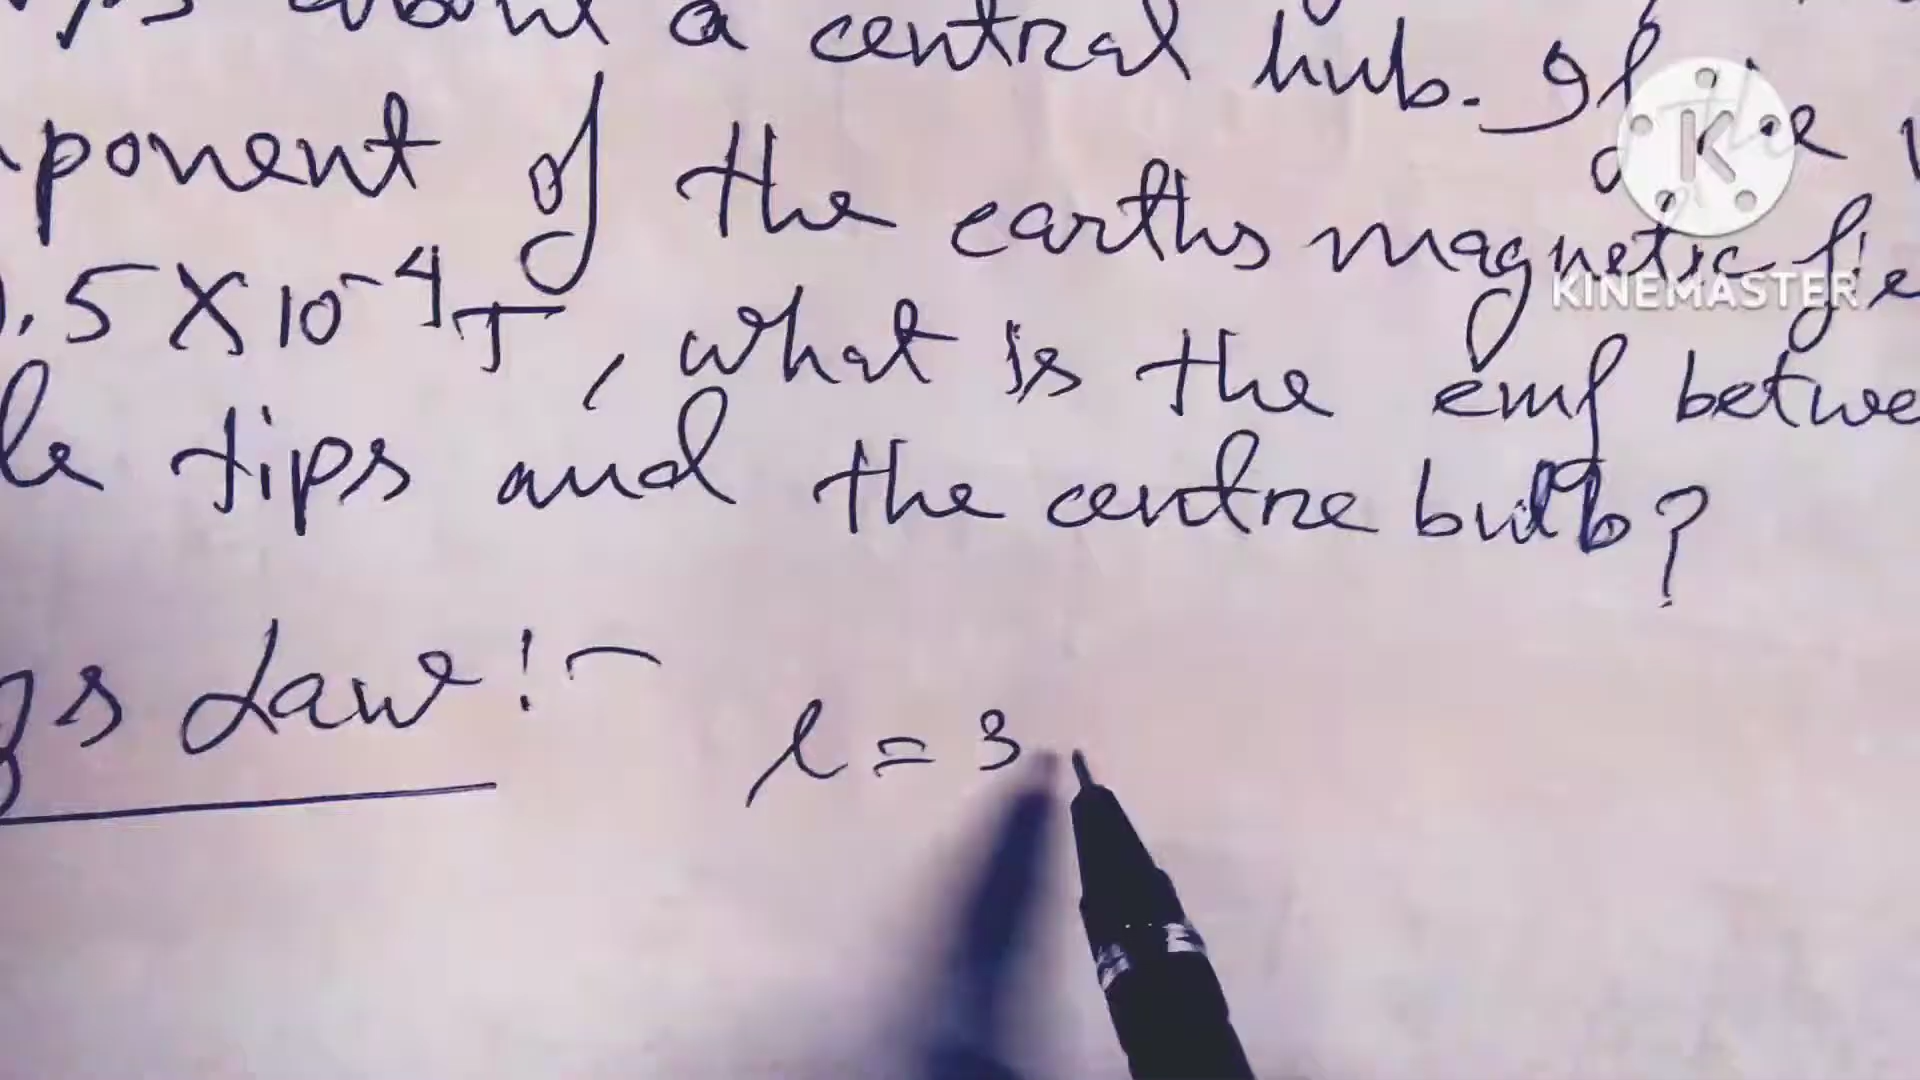 about a central hub. If the
ponent of the earths magnetic fie
.5 X 10-4 T, what is the emf betwe
tips and the centre bulb?
Law :-
l = 3
K
KINEMASTER